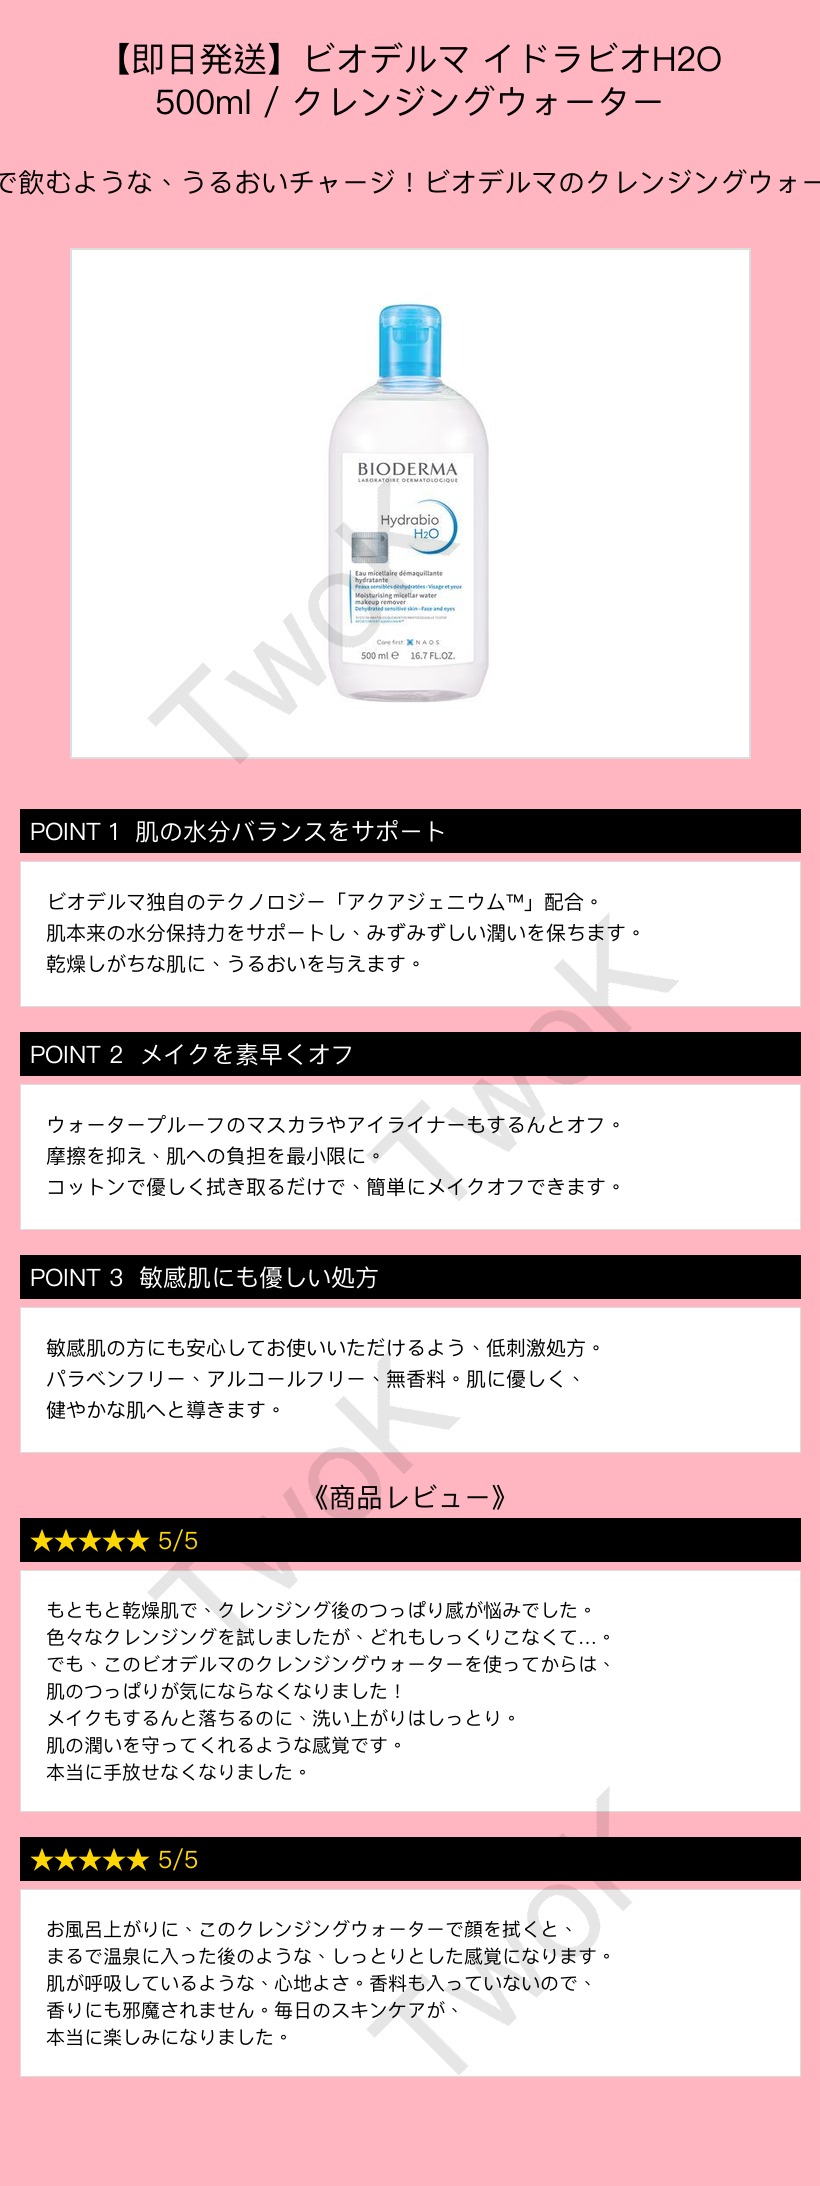 【即日発送】ビオデルマ イドラビオH2O
500ml / クレンジングウォーター
で飲むような、うるおいチャージ！ビオデルマのクレンジングウォー
BIODERMA
LABORATOIRE DERMATOLOGIQUE
Hydrabio
H2O
Eau micellaire démaquillante
hydratante
Peaux sensibles déshydratées - Visage et yeux
Moisturising micellar water
makeup remover
Dehydrated sensitive skin - Face and eyes
Care first NAOS
500 ml ℮ 16.7 FL.OZ.
TwoK
POINT 1 肌の水分バランスをサポート
ビオデルマ独自のテクノロジー「アクアジェニウム™」配合。
肌本来の水分保持力をサポートし、みずみずしい潤いを保ちます。
乾燥しがちな肌に、うるおいを与えます。
TwoK
POINT 2 メイクを素早くオフ
ウォータープルーフのマスカラやアイライナーもするんとオフ。
摩擦を抑え、肌への負担を最小限に。
コットンで優しく拭き取るだけで、簡単にメイクオフできます。
POINT 3 敏感肌にも優しい処方
敏感肌の方にも安心してお使いいただけるよう、低刺激処方。
パラベンフリー、アルコールフリー、無香料。肌に優しく、
健やかな肌へと導きます。
TwoK
《商品レビュー》
★★★★★ 5/5
もともと乾燥肌で、クレンジング後のつっぱり感が悩みでした。
色々なクレンジングを試しましたが、どれもしっくりこなくて…。
でも、このビオデルマのクレンジングウォーターを使ってからは、
肌のつっぱりが気にならなくなりました！
メイクもするんと落ちるのに、洗い上がりはしっとり。
肌の潤いを守ってくれるような感覚です。
本当に手放せなくなりました。
TwoK
★★★★★ 5/5
お風呂上がりに、このクレンジングウォーターで顔を拭くと、
まるで温泉に入った後のような、しっとりとした感覚になります。
肌が呼吸しているような、心地よさ。香料も入っていないので、
香りにも邪魔されません。毎日のスキンケアが、
本当に楽しみになりました。